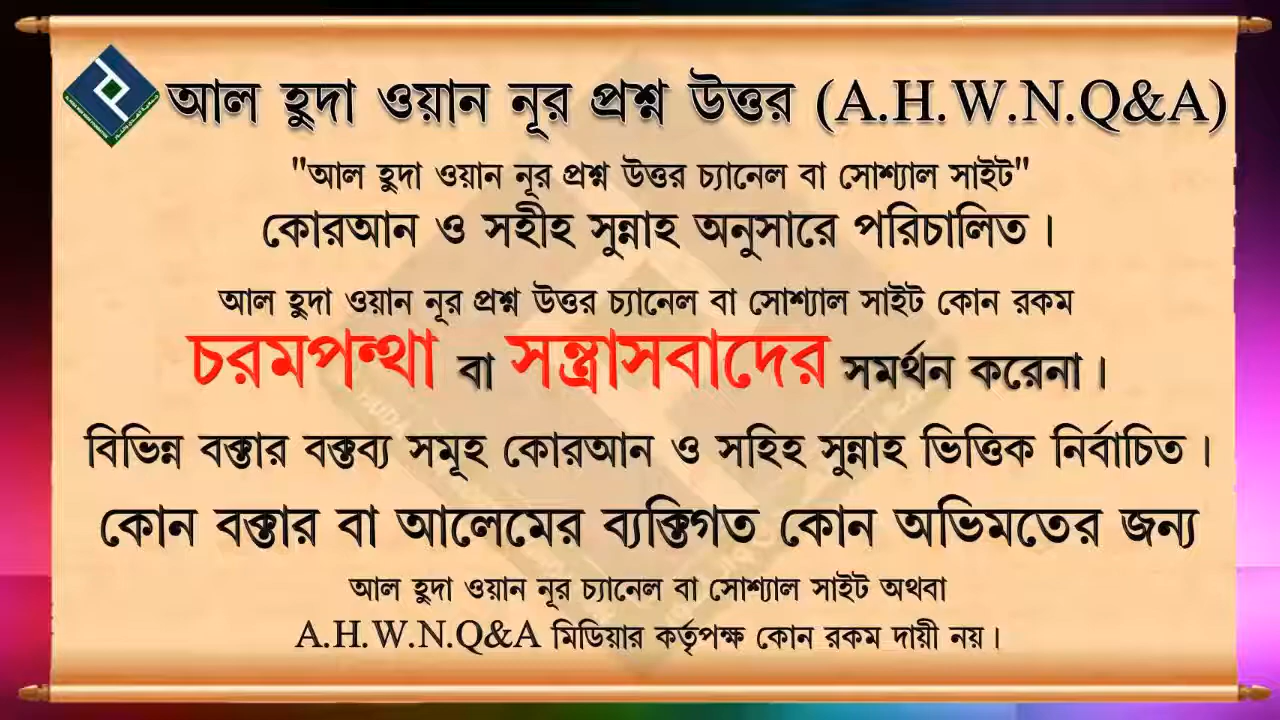 আল হুদা ওয়ান নূর প্রশ্ন উত্তর (A.H.W.N.Q&A)
"আল হুদা ওয়ান নূর প্রশ্ন উত্তর চ্যানেল বা সোশ্যাল সাইট"
কোরআন ও সহীহ সুন্নাহ অনুসারে পরিচালিত।
আল হুদা ওয়ান নূর প্রশ্ন উত্তর চ্যানেল বা সোশ্যাল সাইট কোন রকম
চরমপন্থা বা সন্ত্রাসবাদের সমর্থন করেনা।
বিভিন্ন বক্তার বক্তব্য সমূহ কোরআন ও সহিহ সুন্নাহ ভিত্তিক নির্বাচিত।
কোন বক্তার বা আলেমের ব্যক্তিগত কোন অভিমতের জন্য
আল হুদা ওয়ান নূর চ্যানেল বা সোশ্যাল সাইট অথবা
A.H.W.N.Q&A মিডিয়ার কর্তৃপক্ষ কোন রকম দায়ী নয়।